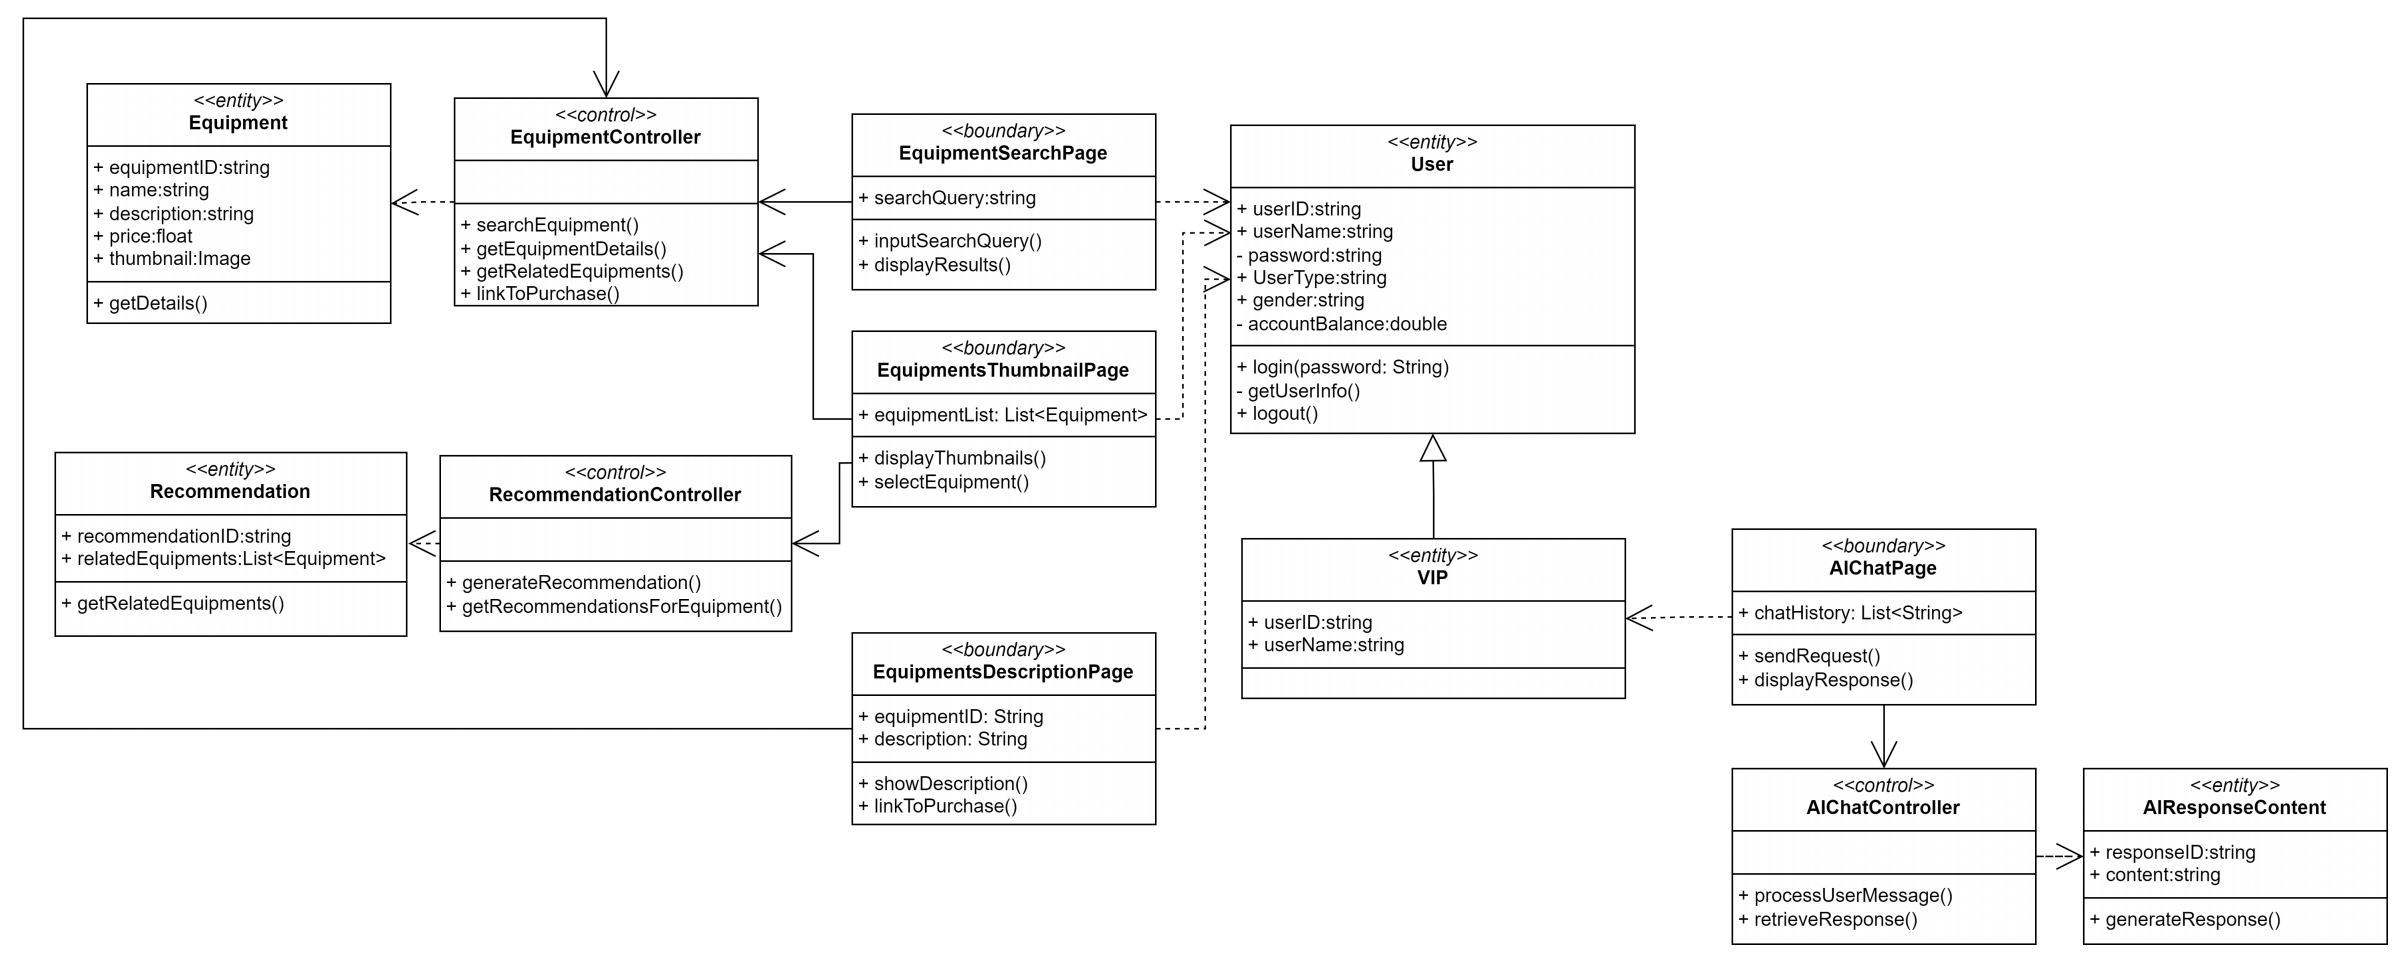 <<entity>>
Equipment
+ equipmentID:string
+ name:string
+ description:string
+ price:float
+ thumbnail:Image
+ getDetails()
<<control>>
EquipmentController
+ searchEquipment()
+ getEquipmentDetails()
+ getRelatedEquipments()
+ linkToPurchase()
<<boundary>>
EquipmentSearchPage
+ searchQuery:string
+ inputSearchQuery()
+ displayResults()
<<entity>>
User
+ userID:string
+ userName:string
- password:string
+ UserType:string
+ gender:string
- accountBalance:double
+ login(password: String)
- getUserInfo()
+ logout()
<<boundary>>
EquipmentsThumbnailPage
+ equipmentList: List<Equipment>
+ displayThumbnails()
+ selectEquipment()
<<entity>>
Recommendation
+ recommendationID:string
+ relatedEquipments:List<Equipment>
+ getRelatedEquipments()
<<control>>
RecommendationController
+ generateRecommendation()
+ getRecommendationsForEquipment()
<<boundary>>
EquipmentsDescriptionPage
+ equipmentID: String
+ description: String
+ showDescription()
+ linkToPurchase()
<<entity>>
VIP
+ userID:string
+ userName:string
<<boundary>>
AIChatPage
+ chatHistory: List<String>
+ sendRequest()
+ displayResponse()
<<control>>
AIChatController
+ processUserMessage()
+ retrieveResponse()
<<entity>>
AIResponseContent
+ responseID:string
+ content:string
+ generateResponse()